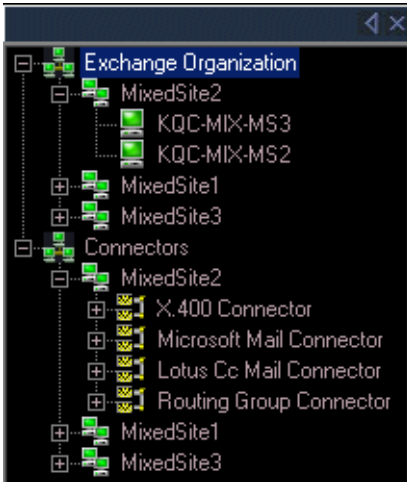 Exchange Organization
MixedSite2
KQC-MIX-MS3
KQC-MIX-MS2
MixedSite1
MixedSite3
Connectors
MixedSite2
X.400 Connector
Microsoft Mail Connector
Lotus Cc Mail Connector
Routing Group Connector
MixedSite1
MixedSite3